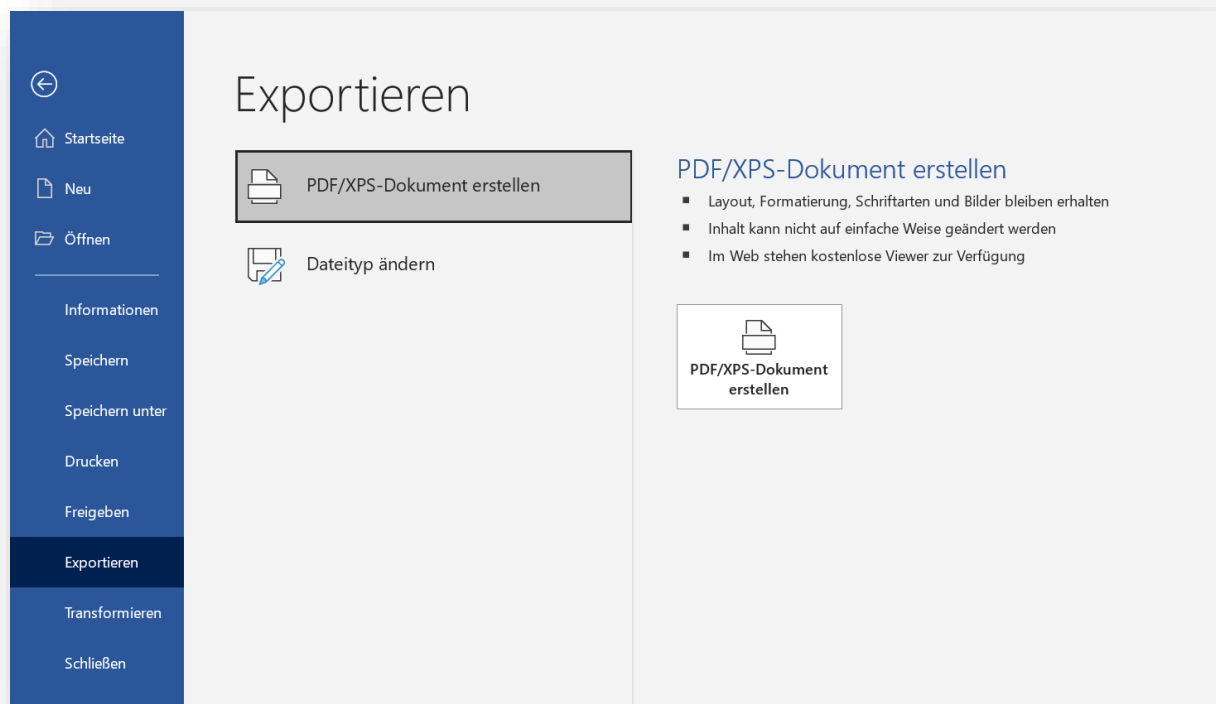 Startseite
Neu
Öffnen
Informationen
Speichern
Speichern unter
Drucken
Freigeben
Exportieren
Transformieren
Schließen
Exportieren
PDF/XPS-Dokument erstellen
Dateityp ändern
PDF/XPS-Dokument erstellen
Layout, Formatierung, Schriftarten und Bilder bleiben erhalten
Inhalt kann nicht auf einfache Weise geändert werden
Im Web stehen kostenlose Viewer zur Verfügung
PDF/XPS-Dokument
erstellen